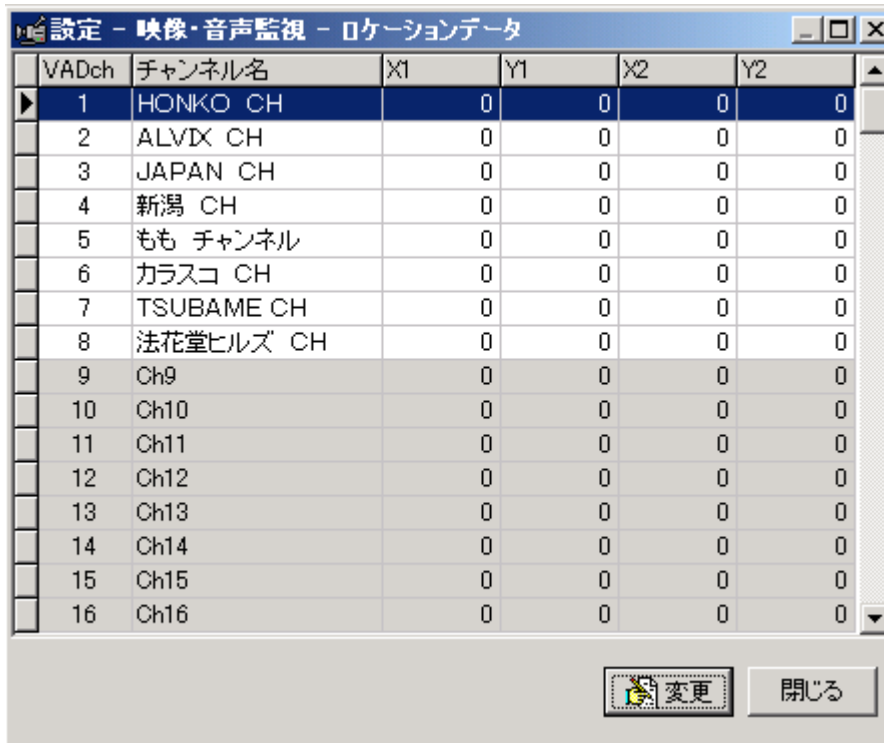 設定 - 映像・音声監視 - ロケーションデータ
VADch チャンネル名 X1 Y1 X2 Y2
1 HONKO CH 0 0 0 0
2 ALVIX CH 0 0 0 0
3 JAPAN CH 0 0 0 0
4 新潟 CH 0 0 0 0
5 もも チャンネル 0 0 0 0
6 カラスコ CH 0 0 0 0
7 TSUBAME CH 0 0 0 0
8 法花堂ヒルズ CH 0 0 0 0
9 Ch9 0 0 0 0
10 Ch10 0 0 0 0
11 Ch11 0 0 0 0
12 Ch12 0 0 0 0
13 Ch13 0 0 0 0
14 Ch14 0 0 0 0
15 Ch15 0 0 0 0
16 Ch16 0 0 0 0
変更 閉じる